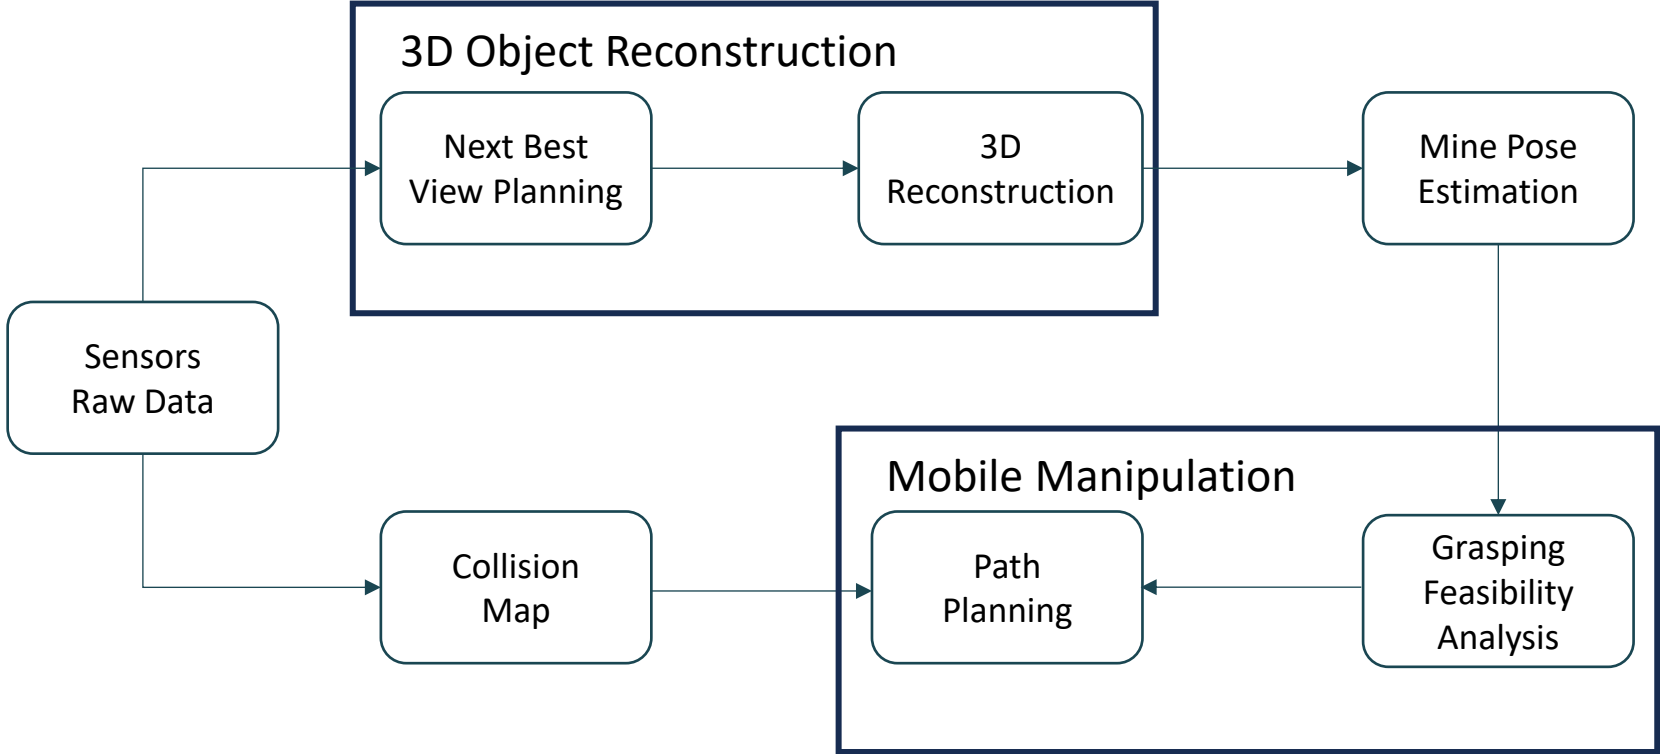 3D Object Reconstruction
Next Best
View Planning
3D
Reconstruction
Mine Pose
Estimation
Sensors
Raw Data
Mobile Manipulation
Collision
Map
Path
Planning
Grasping
Feasibility
Analysis